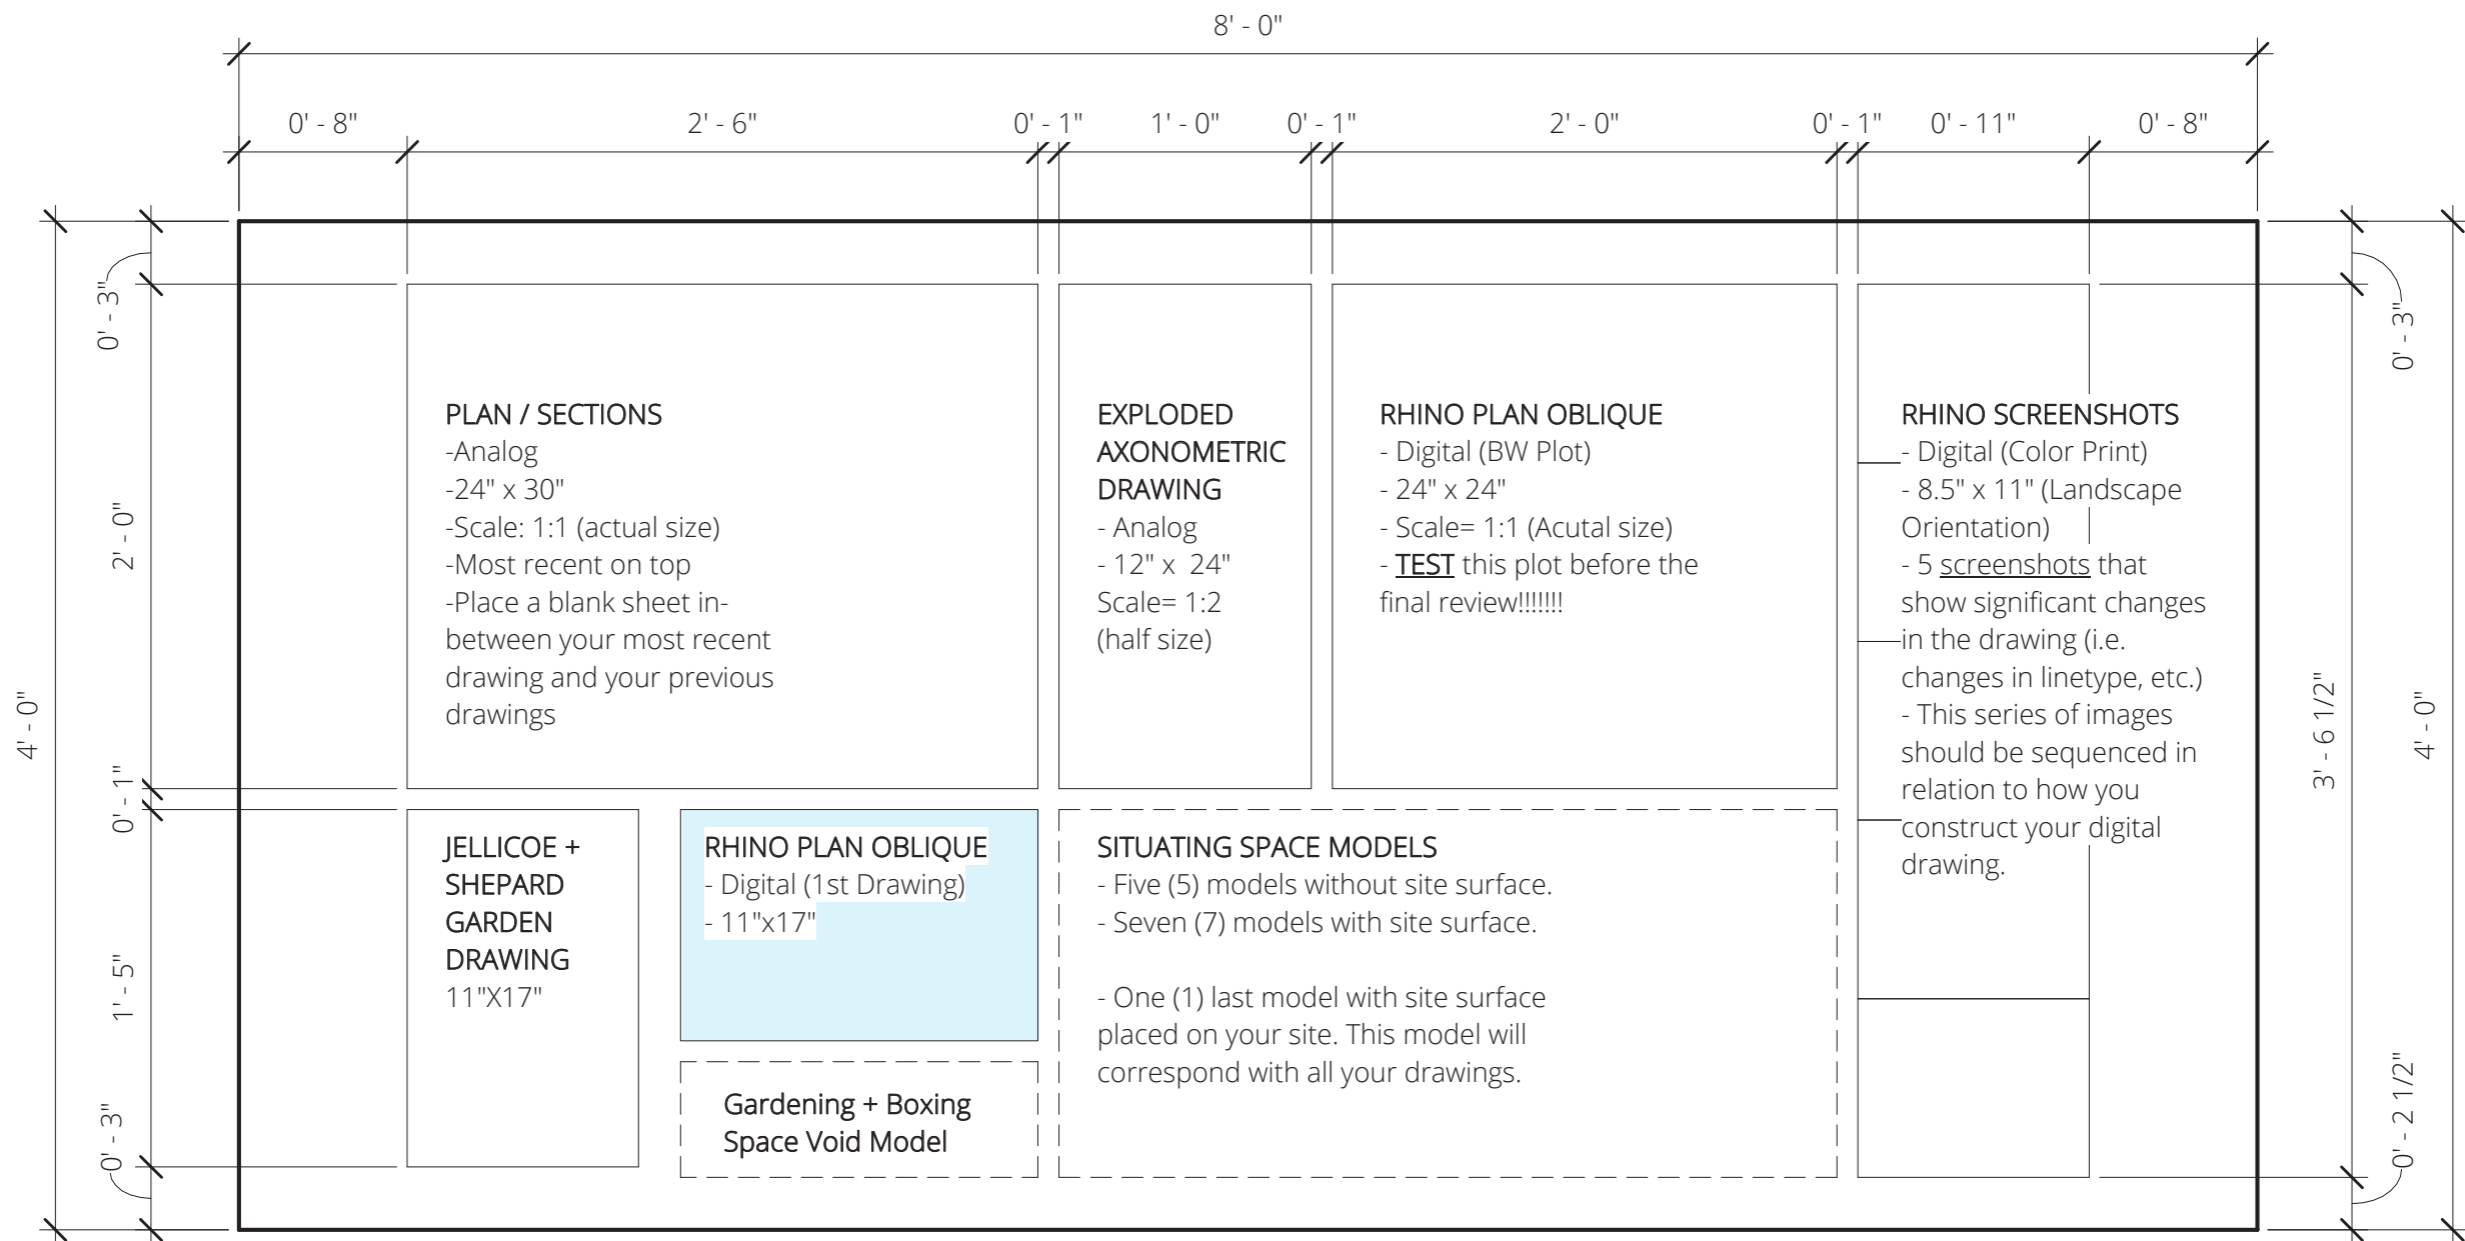 8' - 0"
0' - 8"
2' - 6"
0' - 1"
1' - 0"
0' - 1"
2' - 0"
0' - 1"
0' - 11"
0' - 8"
4' - 0"
0' - 3"
2' - 0"
0' - 1"
1' - 5"
0' - 3"
PLAN / SECTIONS
-Analog
-24" x 30"
-Scale: 1:1 (actual size)
-Most recent on top
-Place a blank sheet in-
between your most recent
drawing and your previous
drawings
EXPLODED
AXONOMETRIC
DRAWING
- Analog
- 12" x  24"
Scale= 1:2
(half size)
RHINO PLAN OBLIQUE
- Digital (BW Plot)
- 24" x 24"
- Scale= 1:1 (Acutal size)
- TEST this plot before the
final review!!!!!!!
RHINO SCREENSHOTS
- Digital (Color Print)
- 8.5" x 11" (Landscape
Orientation)
- 5 screenshots that
show significant changes
in the drawing (i.e.
changes in linetype, etc.)
- This series of images
should be sequenced in
relation to how you
construct your digital
drawing.
JELLICOE +
SHEPARD
GARDEN
DRAWING
11"X17"
RHINO PLAN OBLIQUE
- Digital (1st Drawing)
- 11"x17"
Gardening + Boxing
Space Void Model
SITUATING SPACE MODELS
- Five (5) models without site surface.
- Seven (7) models with site surface.
- One (1) last model with site surface
placed on your site. This model will
correspond with all your drawings.
0' - 3"
3' - 6 1/2"
0' - 2 1/2"
4' - 0"